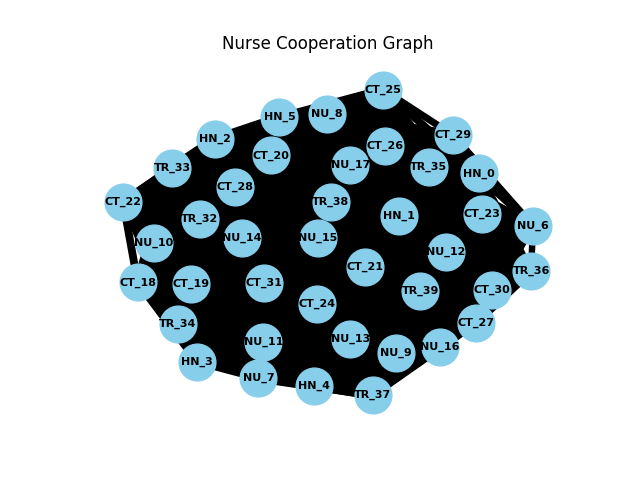 Nurse Cooperation Graph
CT_25
NU_8
HN_5
CT_29
HN_2
CT_26
CT_20
NU_17
TR_35
TR_33
HN_0
CT_28
CT_22
TR_38
CT_23
HN_1
TR_32
NU_6
NU_14
NU_15
NU_10
NU_12
CT_21
TR_36
CT_18
CT_31
CT_19
CT_30
TR_39
CT_24
CT_27
TR_34
NU_13
NU_11
NU_16
NU_9
HN_3
NU_7
HN_4
TR_37